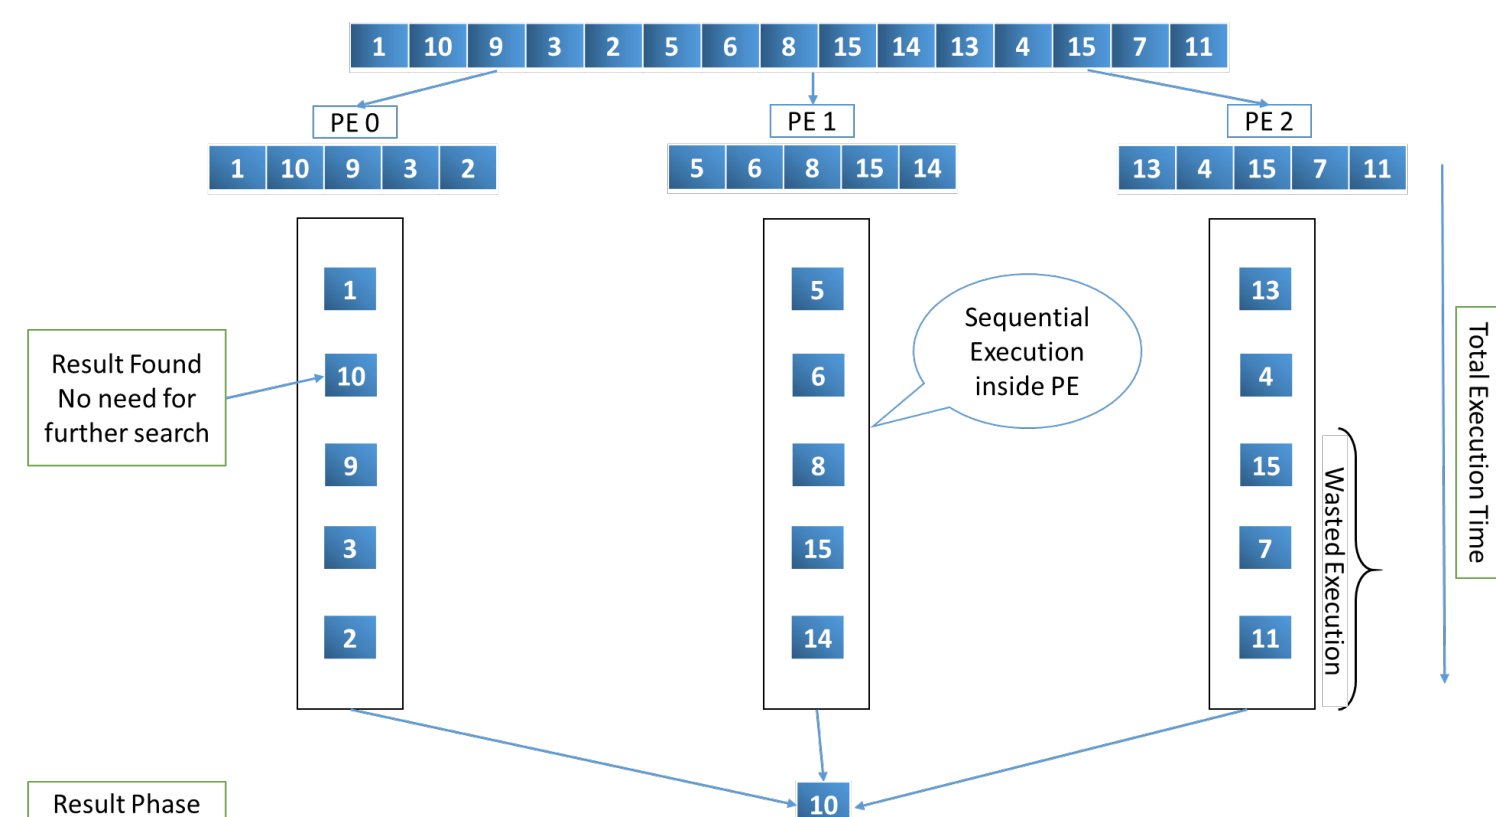 1 10 9 3 2 5 6 8 15 14 13 4 15 7 11
PE 0
PE 1
PE 2
1 10 9 3 2
5 6 8 15 14
13 4 15 7 11
1
10
9
3
2
Result Found
No need for
further search
5
6
8
15
14
Sequential
Execution
inside PE
13
4
15
7
11
Wasted Execution
Total Execution Time
Result Phase
10